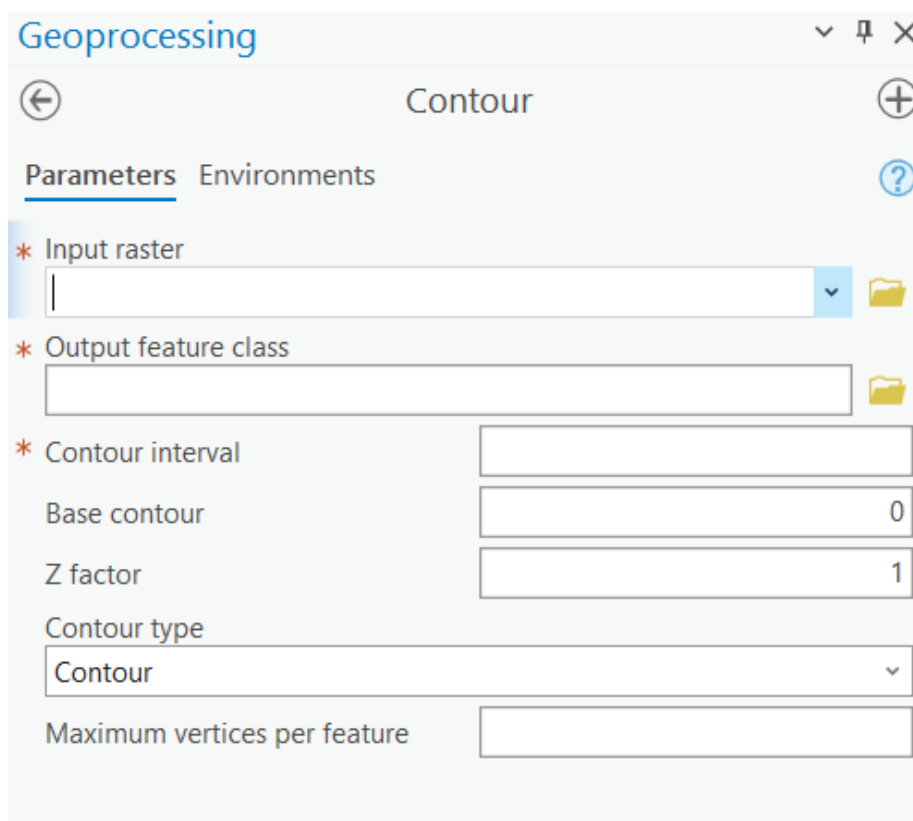 Geoprocessing
Contour
Parameters Environments
?
* Input raster
* Output feature class
* Contour interval
Base contour 0
Z factor 1
Contour type
Contour
Maximum vertices per feature